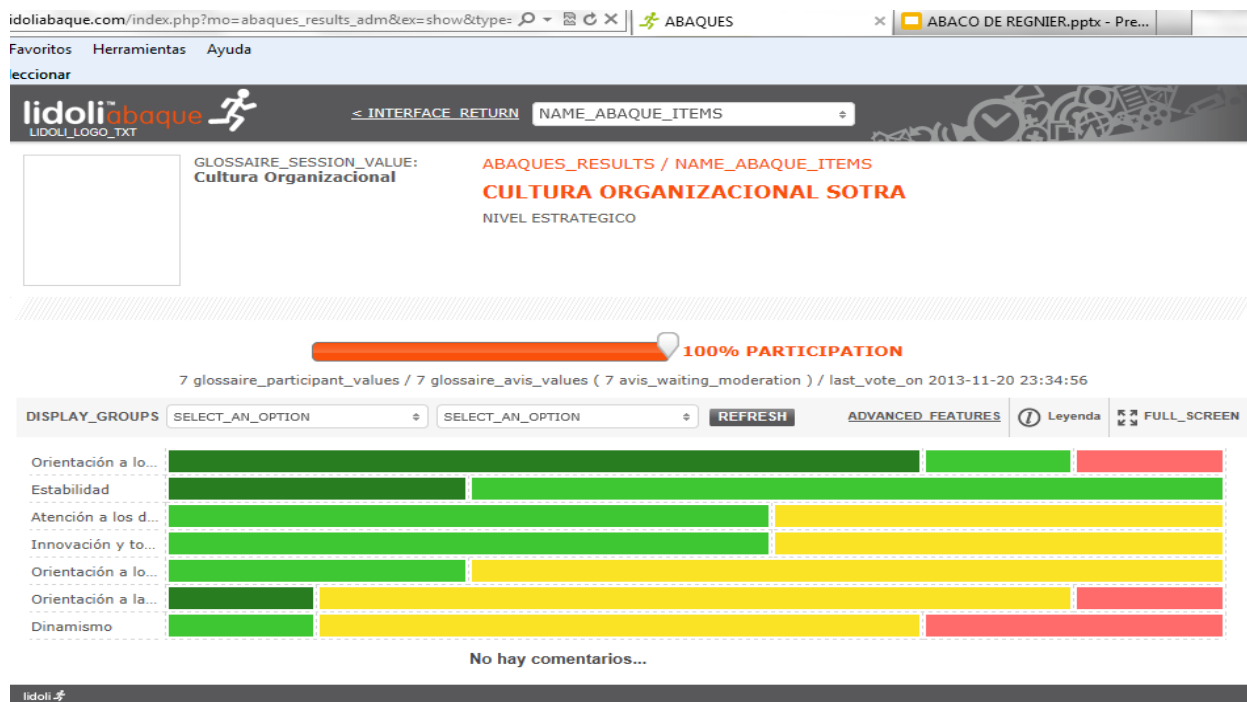 idoliabaque.com/index.php?mo=abaques_results_adm&ex=show&type= ABAQUES ABACO DE REGNIER.pptx - Pre...
Favoritos Herramientas Ayuda
leccionar
lidoli™abaque < INTERFACE_RETURN NAME_ABAQUE_ITEMS
LIDOLI_LOGO_TXT
GLOSSAIRE_SESSION_VALUE: ABAQUES_RESULTS / NAME_ABAQUE_ITEMS
Cultura Organizacional CULTURA ORGANIZACIONAL SOTRA
NIVEL ESTRATEGICO
100% PARTICIPATION
7 glossaire_participant_values / 7 glossaire_avis_values ( 7 avis_waiting_moderation ) / last_vote_on 2013-11-20 23:34:56
DISPLAY_GROUPS SELECT_AN_OPTION SELECT_AN_OPTION REFRESH ADVANCED_FEATURES Leyenda FULL_SCREEN
Orientación a lo...
Estabilidad
Atención a los d...
Innovación y to...
Orientación a lo...
Orientación a la...
Dinamismo
No hay comentarios...
lidoli